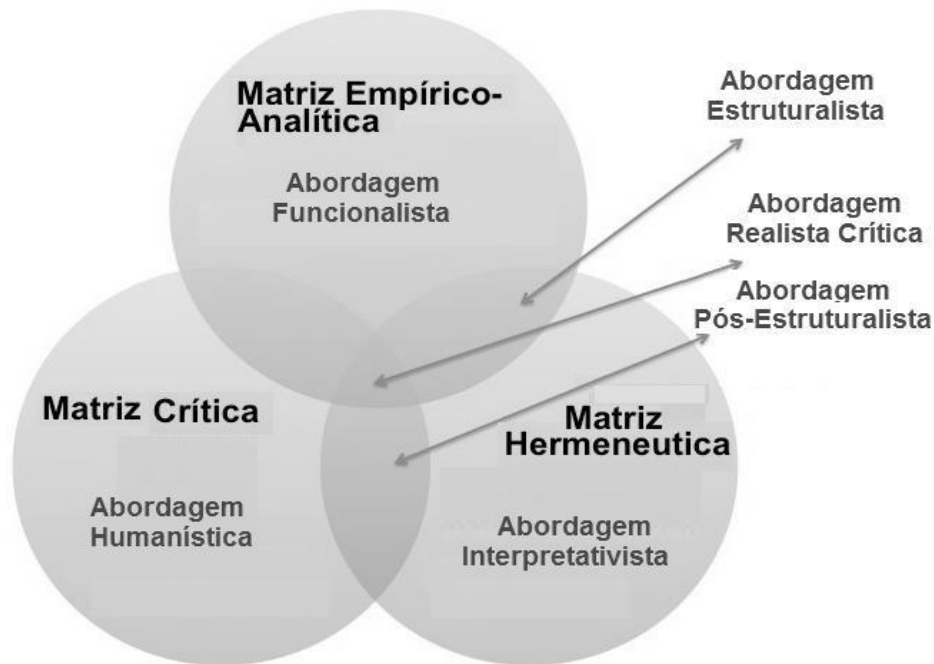 Matriz Empírico-
Analítica
Abordagem
Funcionalista
Abordagem
Estruturalista
Abordagem
Realista Crítica
Abordagem
Pós-Estruturalista
Matriz Crítica
Abordagem
Humanística
Matriz
Hermeneutica
Abordagem
Interpretativista